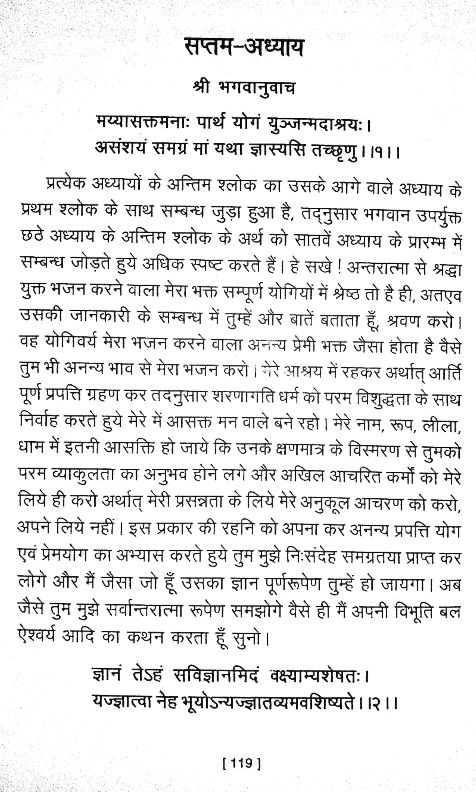 सप्तम-अध्याय
श्री भगवानुवाच
मय्यासक्तमनाः पार्थ योगं युञ्जन्मदाश्रयः।
असंशयं समग्रं मां यथा ज्ञास्यसि तच्छृणु।।१।।
प्रत्येक अध्यायों के अन्तिम श्लोक का उसके आगे वाले अध्याय के
प्रथम श्लोक के साथ सम्बन्ध जुड़ा हुआ है, तद्नुसार भगवान उपर्युक्त
छठे अध्याय के अन्तिम श्लोक के अर्थ को सातवें अध्याय के प्रारम्भ में
सम्बन्ध जोड़ते हुये अधिक स्पष्ट करते हैं। हे सखे ! अन्तरात्मा से श्रद्धा
युक्त भजन करने वाला मेरा भक्त सम्पूर्ण योगियों में श्रेष्ठ तो है ही, अतएव
उसकी जानकारी के सम्बन्ध में तुम्हें और बातें बताता हूँ, श्रवण करो।
वह योगिवर्य मेरा भजन करने वाला अनन्य प्रेमी भक्त जैसा होता है वैसे
तुम भी अनन्य भाव से मेरा भजन करो। मेरे आश्रय में रहकर अर्थात् आर्ति
पूर्ण प्रपत्ति ग्रहण कर तदनुसार शरणागति धर्म को परम विशुद्धता के साथ
निर्वाह करते हुये मेरे में आसक्त मन वाले बने रहो। मेरे नाम, रूप, लीला,
धाम में इतनी आसक्ति हो जाये कि उनके क्षणमात्र के विस्मरण से तुमको
परम व्याकुलता का अनुभव होने लगे और अखिल आचरित कर्मों को मेरे
लिये ही करो अर्थात् मेरी प्रसन्नता के लिये मेरे अनुकूल आचरण को करो,
अपने लिये नहीं। इस प्रकार की रहनि को अपना कर अनन्य प्रपत्ति योग
एवं प्रेमयोग का अभ्यास करते हुये तुम मुझे निःसंदेह समग्रतया प्राप्त कर
लोगे और मैं जैसा जो हूँ उसका ज्ञान पूर्णरूपेण तुम्हें हो जायगा। अब
जैसे तुम मुझे सर्वान्तरात्मा रूपेण समझोगे वैसे ही मैं अपनी विभूति बल
ऐश्वर्य आदि का कथन करता हूँ सुनो।
ज्ञानं तेऽहं सविज्ञानमिदं वक्ष्याम्यशेषतः।
यज्ज्ञात्वा नेह भूयोऽन्यज्ज्ञातव्यमवशिष्यते।।२।।
[ 119 ]